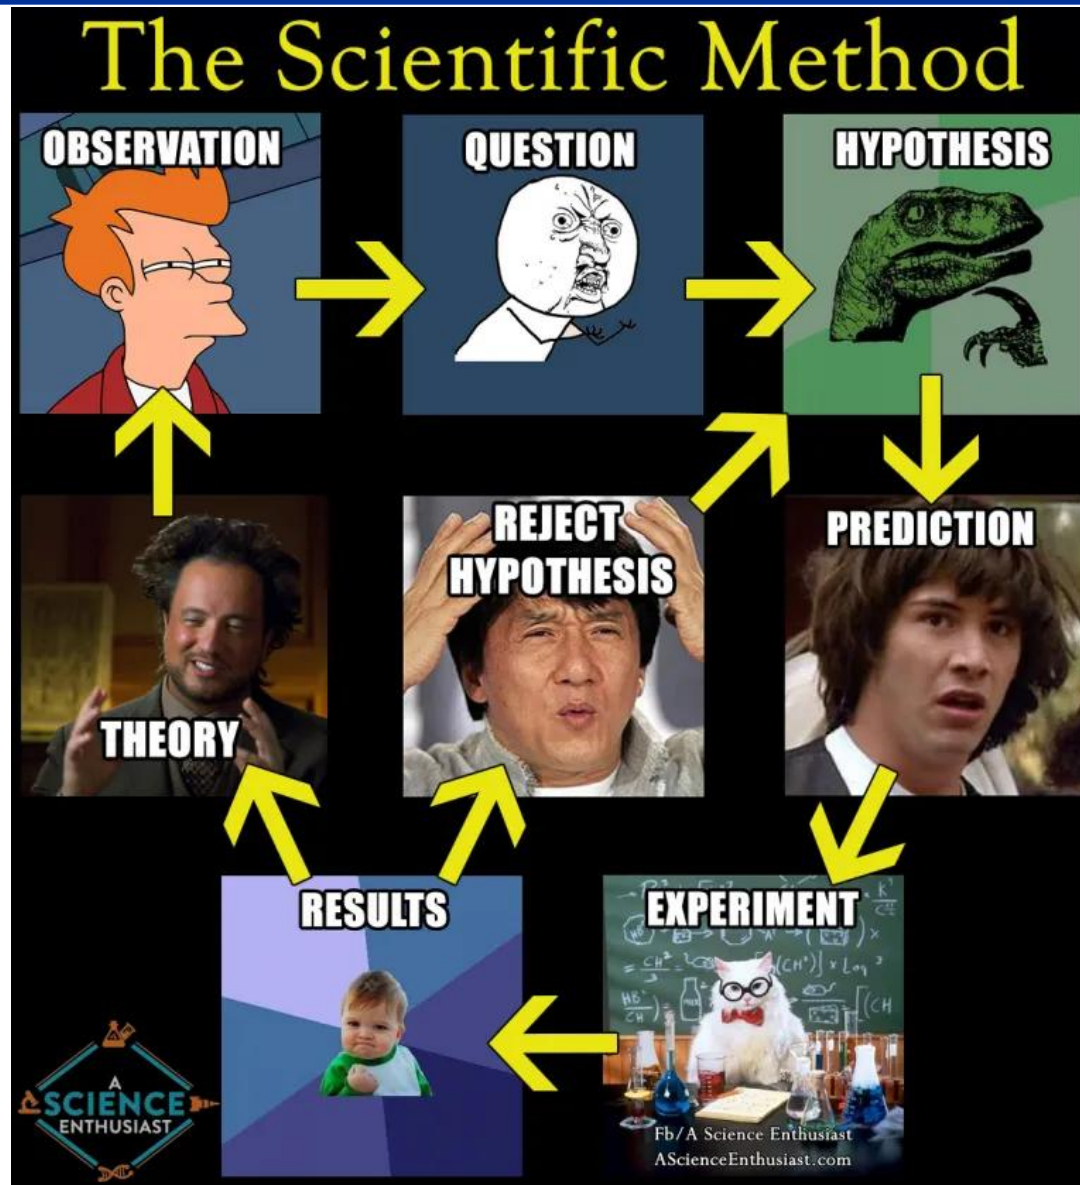 The Scientific Method
OBSERVATION
QUESTION
HYPOTHESIS
THEORY
REJECT
HYPOTHESIS
PREDICTION
RESULTS
EXPERIMENT
A
SCIENCE
ENTHUSIAST
Fb/A Science Enthusiast
AScienceEnthusiast.com